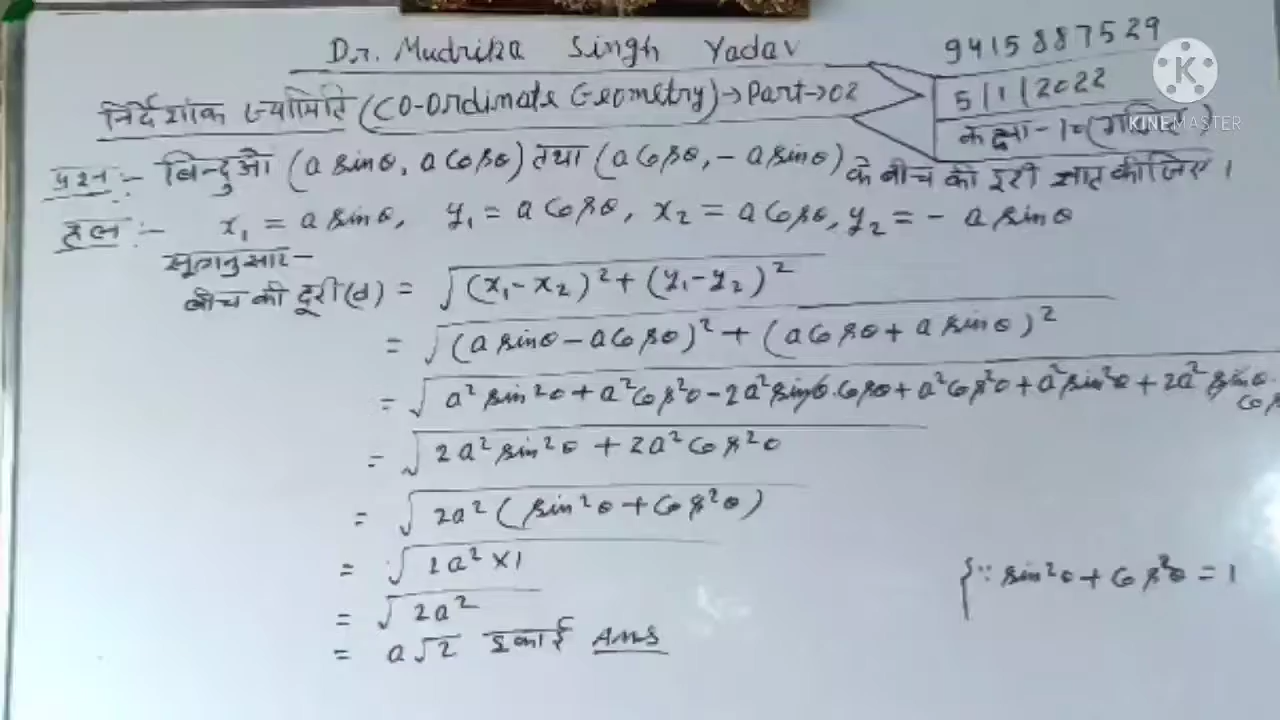 Dr. Mudrika Singh Yadav
9415887529
निर्देशांक ज्यामिति (CO-Ordinate Geometry) → Part → 02
5/1/2022
KINEMASTER
कक्षा - 10 (गणित)
प्रश्न :- बिन्दुओ (a sinθ, a cosθ) तथा (a cosθ, - a sinθ) के बीच की दूरी ज्ञात कीजिए।
हल :- x₁ = a sinθ, y₁ = a cosθ, x₂ = a cosθ, y₂ = - a sinθ
सूत्रानुसार-
बीच की दूरी (d) = √(x₁-x₂)² + (y₁-y₂)²
= √(a sinθ - a cosθ)² + (a cosθ + a sinθ)²
= √a² sin²θ + a² cos²θ - 2a² sinθ.cosθ + a² cos²θ + a² sin²θ + 2a² sinθ.
= √2a² sin²θ + 2a² cos²θ
= √2a² (sin²θ + cos²θ)
= √2a² × 1
{∵ sin²θ + cos²θ = 1
= √2a²
= a√2 इकाई Ans